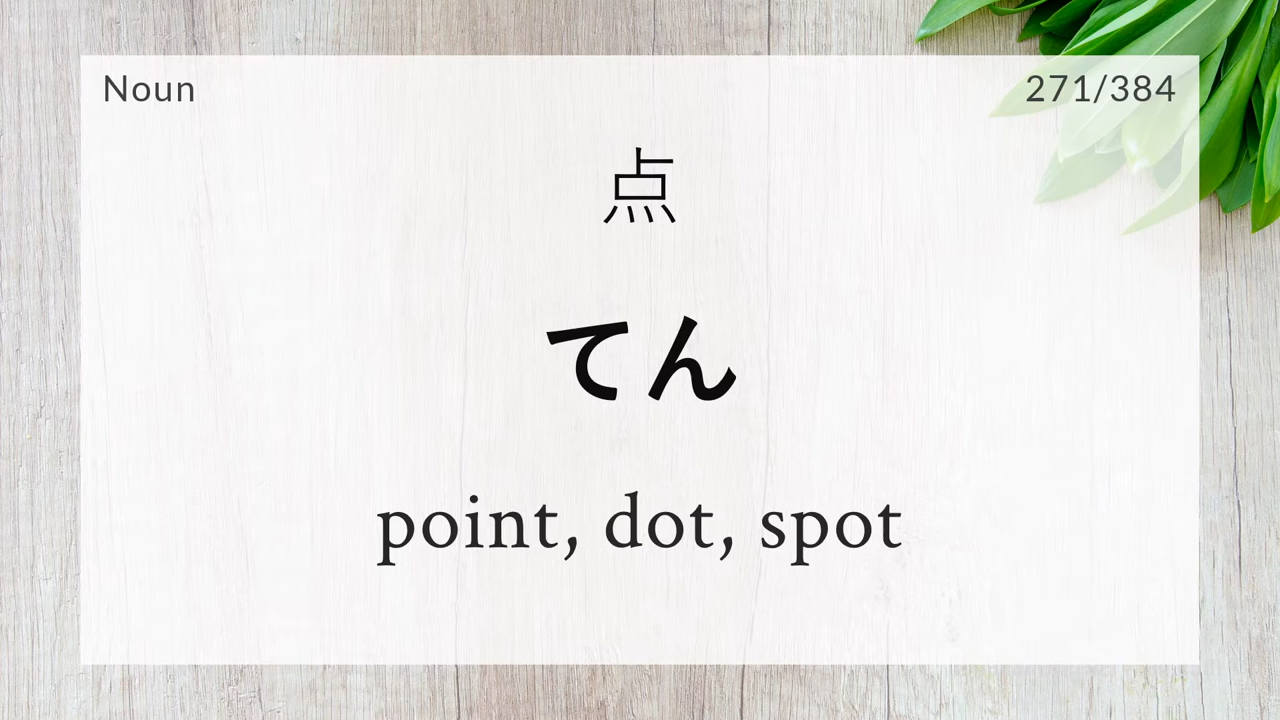 Noun
271/384
点
てん
point, dot, spot